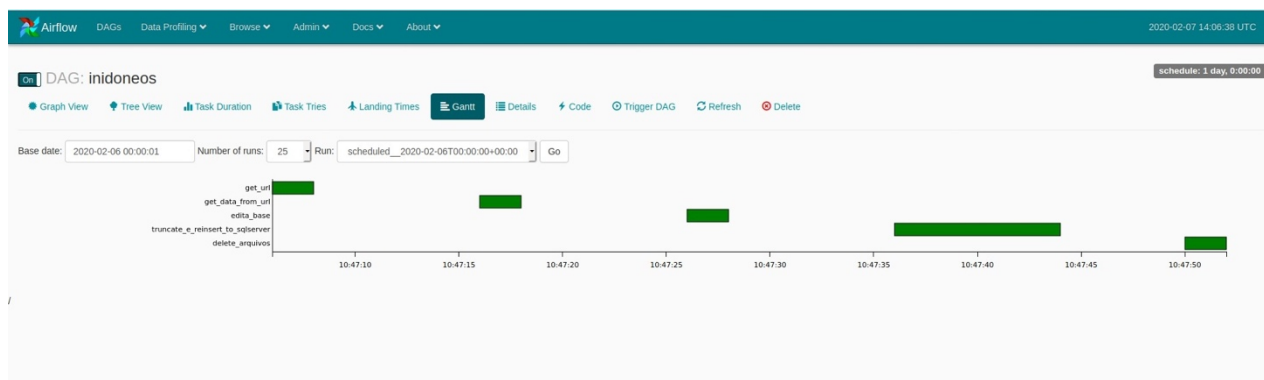 Airflow DAGs Data Profiling Browse Admin Docs About 2020-02-07 14:06:38 UTC
On DAG: inidoneos schedule: 1 day, 0:00:00
Graph View Tree View Task Duration Task Tries Landing Times Gantt Details Code Trigger DAG Refresh Delete
Base date: 2020-02-06 00:00:01 Number of runs: 25 Run: scheduled__2020-02-06T00:00:00+00:00 Go
get_url
get_data_from_url
edita_base
truncate_e_reinsert_to_sqlserver
delete_arquivos
10:47:10 10:47:15 10:47:20 10:47:25 10:47:30 10:47:35 10:47:40 10:47:45 10:47:50
/